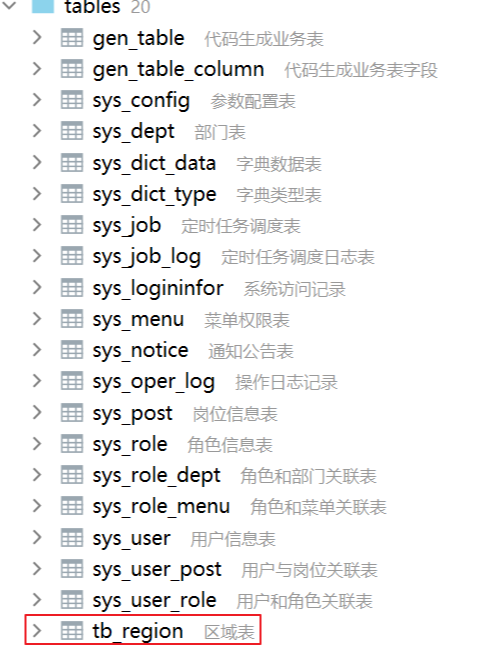 tables 20
gen_table 代码生成业务表
gen_table_column 代码生成业务表字段
sys_config 参数配置表
sys_dept 部门表
sys_dict_data 字典数据表
sys_dict_type 字典类型表
sys_job 定时任务调度表
sys_job_log 定时任务调度日志表
sys_logininfor 系统访问记录
sys_menu 菜单权限表
sys_notice 通知公告表
sys_oper_log 操作日志记录
sys_post 岗位信息表
sys_role 角色信息表
sys_role_dept 角色和部门关联表
sys_role_menu 角色和菜单关联表
sys_user 用户信息表
sys_user_post 用户与岗位关联表
sys_user_role 用户和角色关联表
tb_region 区域表